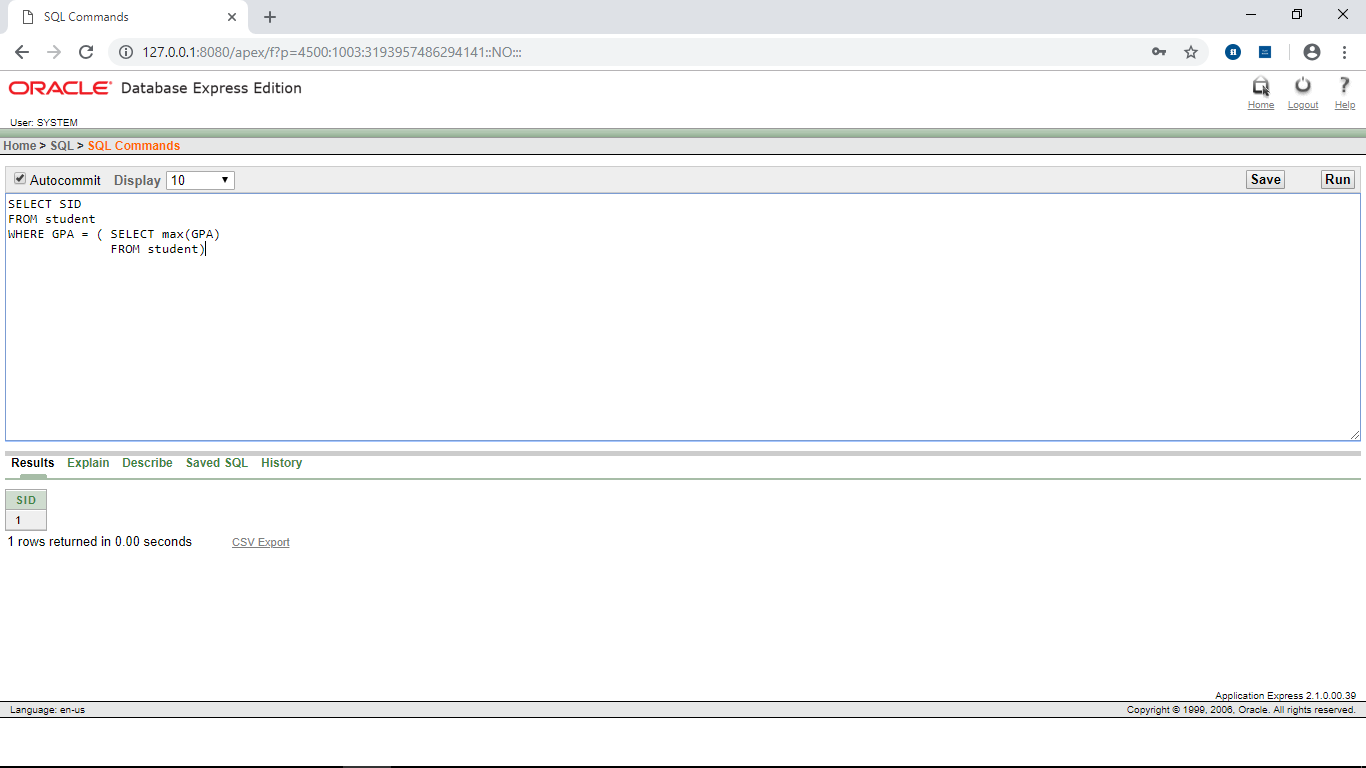 SQL Commands
127.0.0.1:8080/apex/f?p=4500:1003:3193957486294141::NO:::
ORACLE Database Express Edition
Home Logout Help
User: SYSTEM
Home > SQL > SQL Commands
Autocommit Display 10 Save Run
SELECT SID
FROM student
WHERE GPA = ( SELECT max(GPA)
FROM student)
Results Explain Describe Saved SQL History
SID
1
1 rows returned in 0.00 seconds CSV Export
Application Express 2.1.0.00.39
Language: en-us Copyright © 1999, 2006, Oracle. All rights reserved.